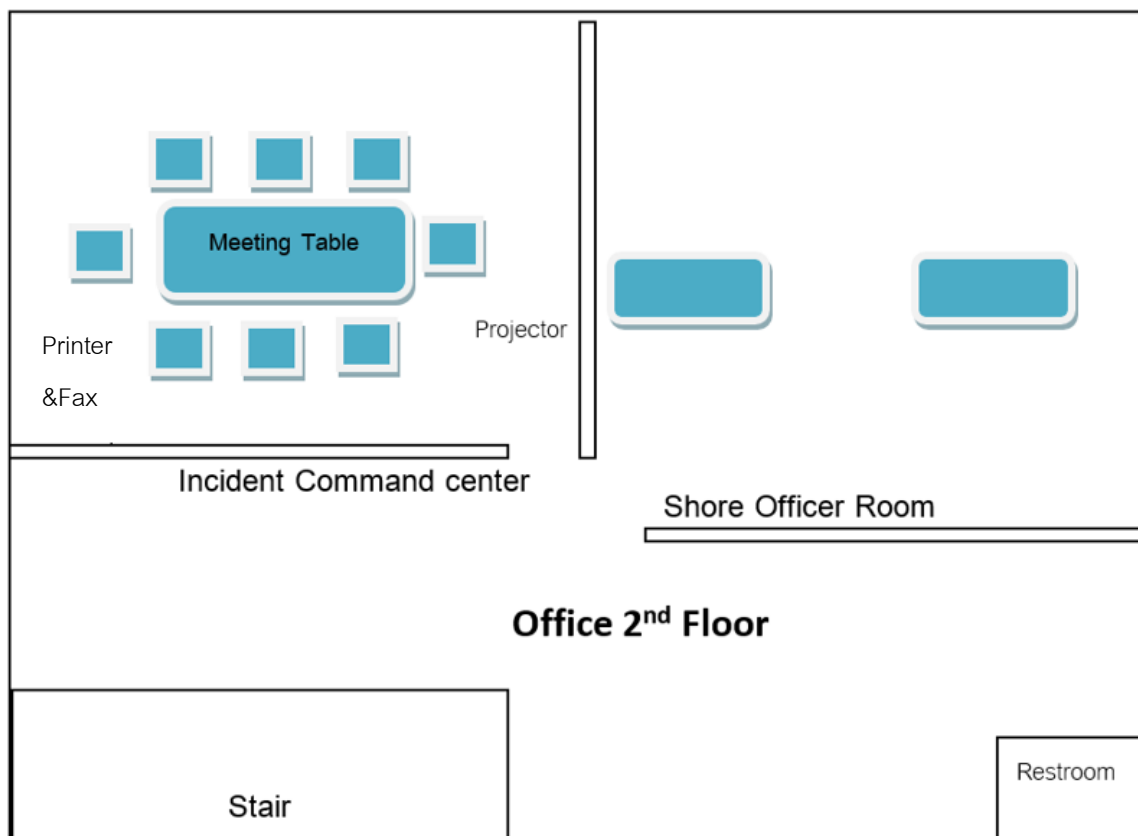 Meeting Table
Projector
Printer
&Fax
Incident Command center
Shore Officer Room
Office 2nd Floor
Restroom
Stair